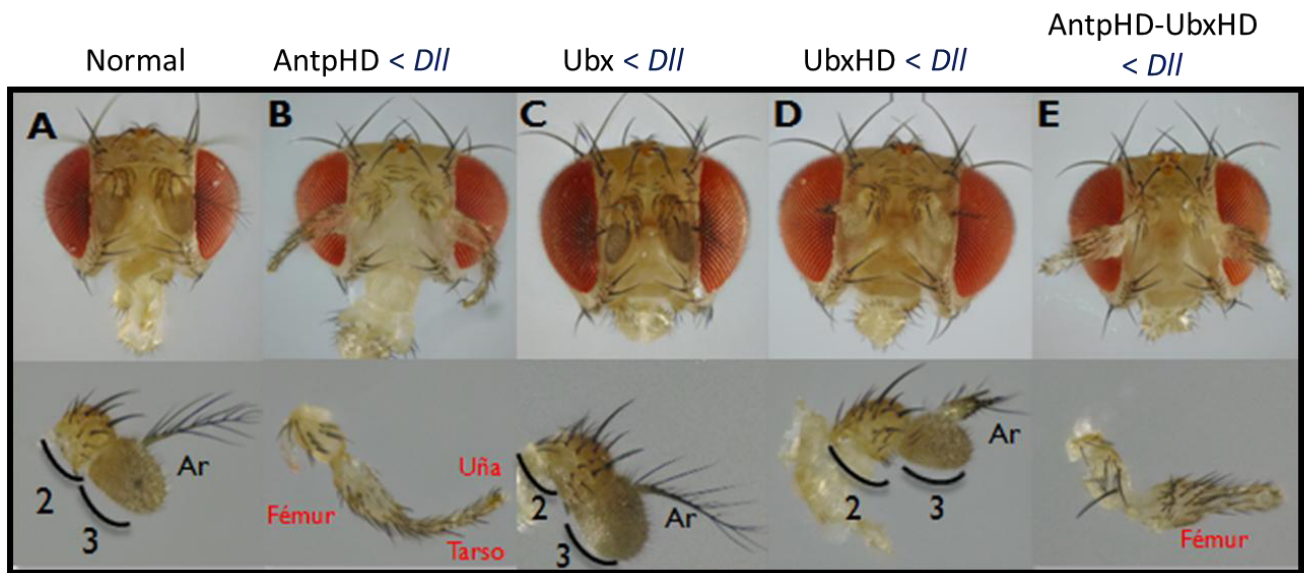 Normal
AntpHD < Dll
Ubx < Dll
UbxHD < Dll
AntpHD-UbxHD
< Dll
A
B
C
D
E
2
3
Ar
Fémur
Uña
Tarso
2
3
Ar
2
3
Ar
Fémur